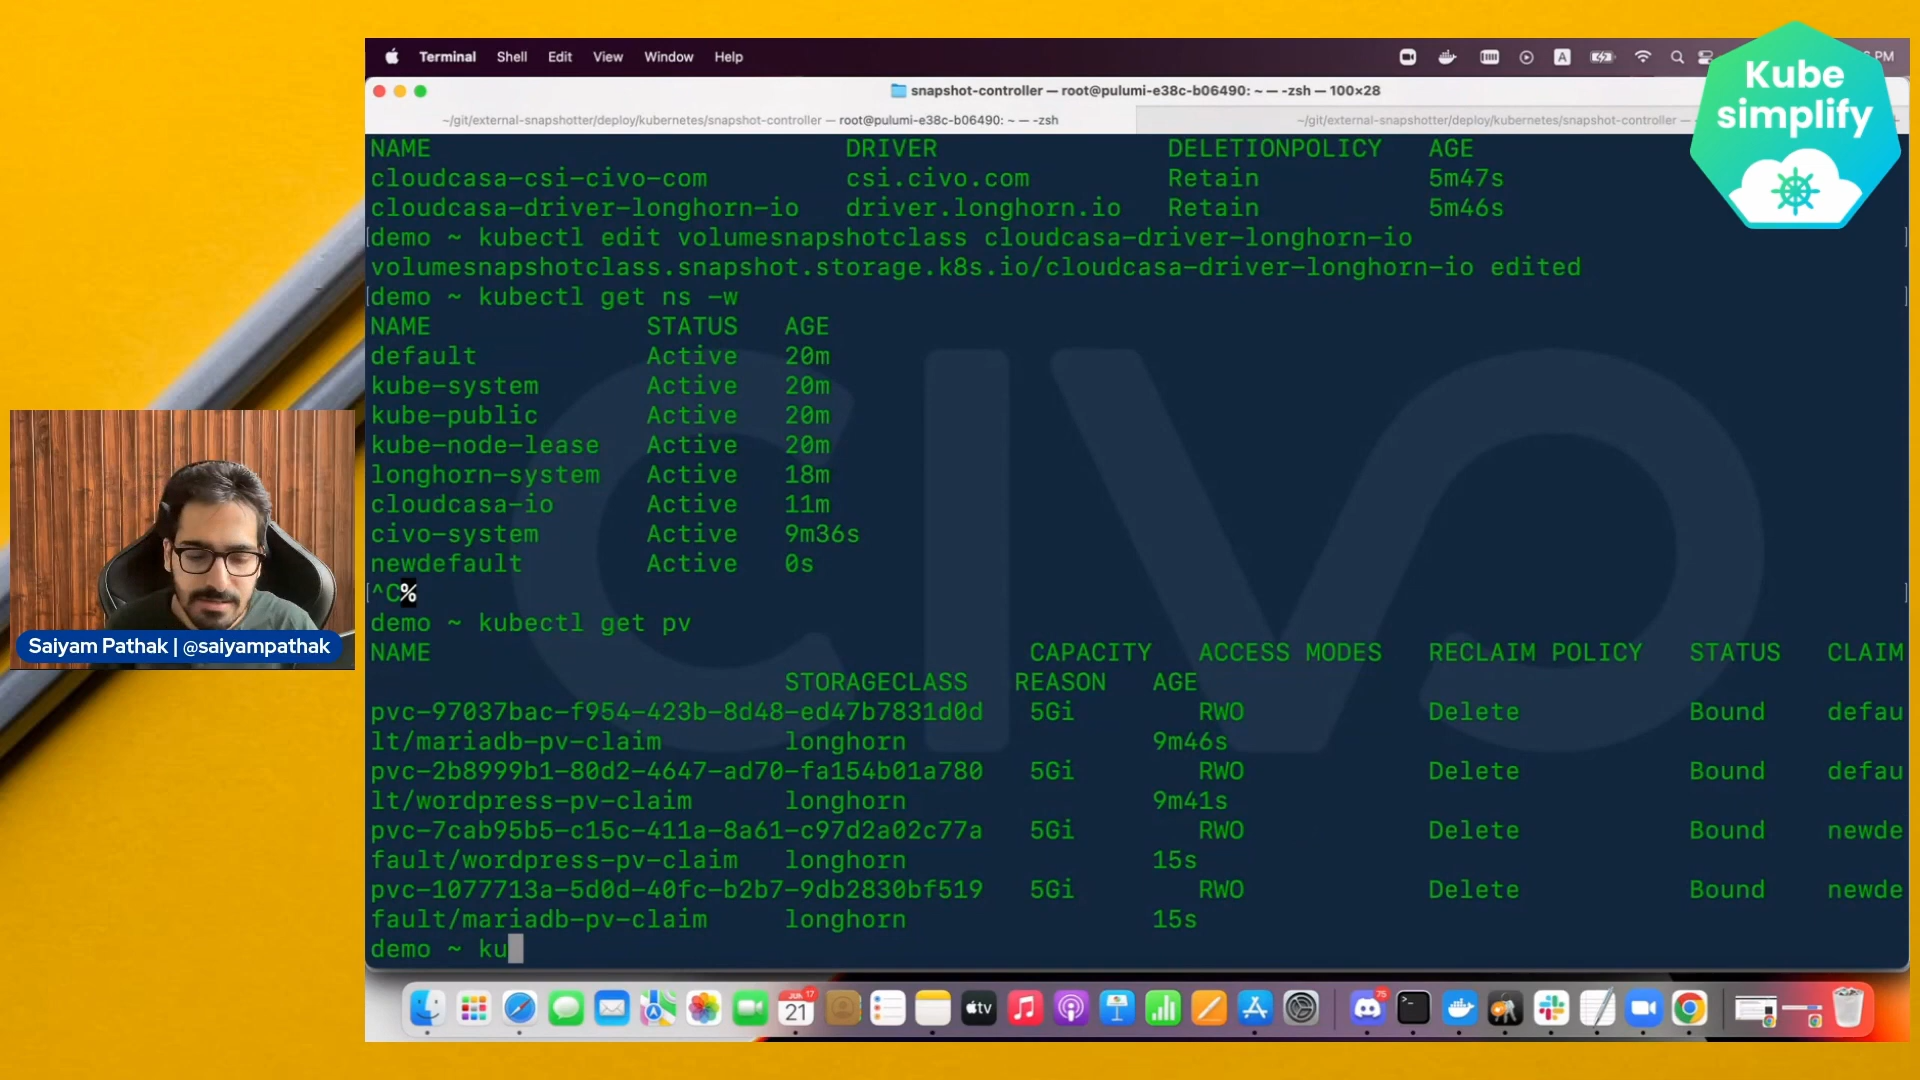 Terminal Shell Edit View Window Help
A
PM
Kube
simplify
snapshot-controller — root@pulumi-e38c-b06490: ~ — -zsh — 100×28
~/git/external-snapshotter/deploy/kubernetes/snapshot-controller — root@pulumi-e38c-b06490: ~ — -zsh
~/git/external-snapshotter/deploy/kubernetes/snapshot-controller —
NAME DRIVER DELETIONPOLICY AGE
cloudcasa-csi-civo-com csi.civo.com Retain 5m47s
cloudcasa-driver-longhorn-io driver.longhorn.io Retain 5m46s
demo ~ kubectl edit volumesnapshotclass cloudcasa-driver-longhorn-io
volumesnapshotclass.snapshot.storage.k8s.io/cloudcasa-driver-longhorn-io edited
demo ~ kubectl get ns -w
NAME STATUS AGE
default Active 20m
kube-system Active 20m
kube-public Active 20m
kube-node-lease Active 20m
longhorn-system Active 18m
cloudcasa-io Active 11m
civo-system Active 9m36s
newdefault Active 0s
^C%
demo ~ kubectl get pv
NAME CAPACITY ACCESS MODES RECLAIM POLICY STATUS CLAIM
STORAGECLASS REASON AGE
pvc-97037bac-f954-423b-8d48-ed47b7831d0d 5Gi RWO Delete Bound defau
lt/mariadb-pv-claim longhorn 9m46s
pvc-2b8999b1-80d2-4647-ad70-fa154b01a780 5Gi RWO Delete Bound defau
lt/wordpress-pv-claim longhorn 9m41s
pvc-7cab95b5-c15c-411a-8a61-c97d2a02c77a 5Gi RWO Delete Bound newde
fault/wordpress-pv-claim longhorn 15s
pvc-1077713a-5d0d-40fc-b2b7-9db2830bf519 5Gi RWO Delete Bound newde
fault/mariadb-pv-claim longhorn 15s
demo ~ ku
CIVO
Saiyam Pathak | @saiyampathak
JUN 17
21
tv
75